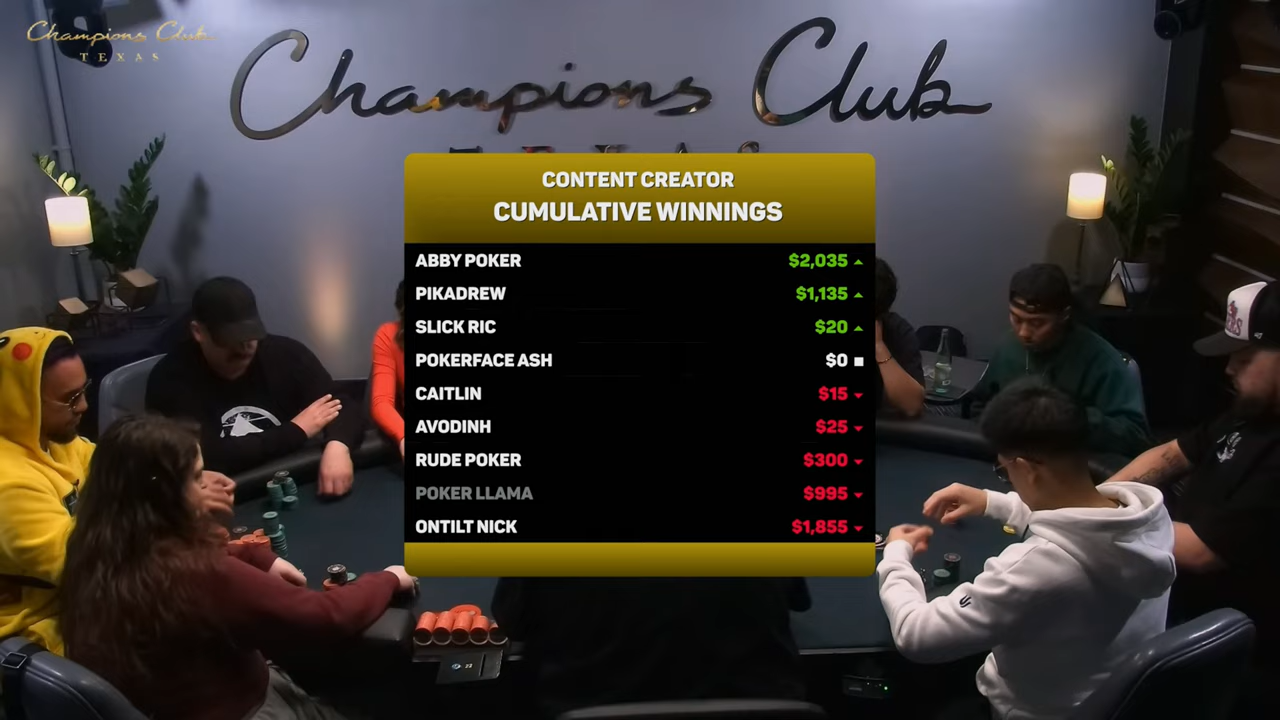 Champions Club
TEXAS
Champions Club
CONTENT CREATOR
CUMULATIVE WINNINGS
ABBY POKER $2,035
PIKADREW $1,135
SLICK RIC $20
POKERFACE ASH $0
CAITLIN $15
AVODINH $25
RUDE POKER $300
POKER LLAMA $995
ONTILT NICK $1,855